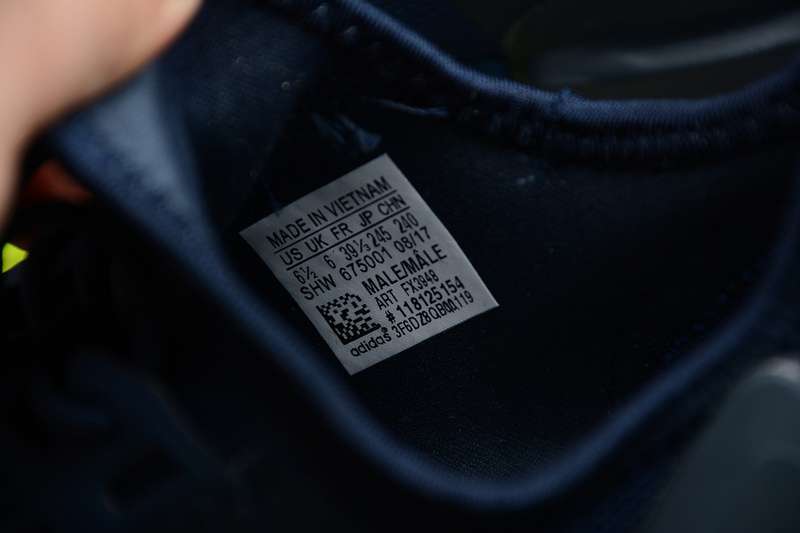 MADE IN VIETNAM
US UK FR JP CHN
6½ 6 39⅓ 245 240
SHW 675001 08/17
MALE/MÂLE
ART FX3948
# 118125154
adidas